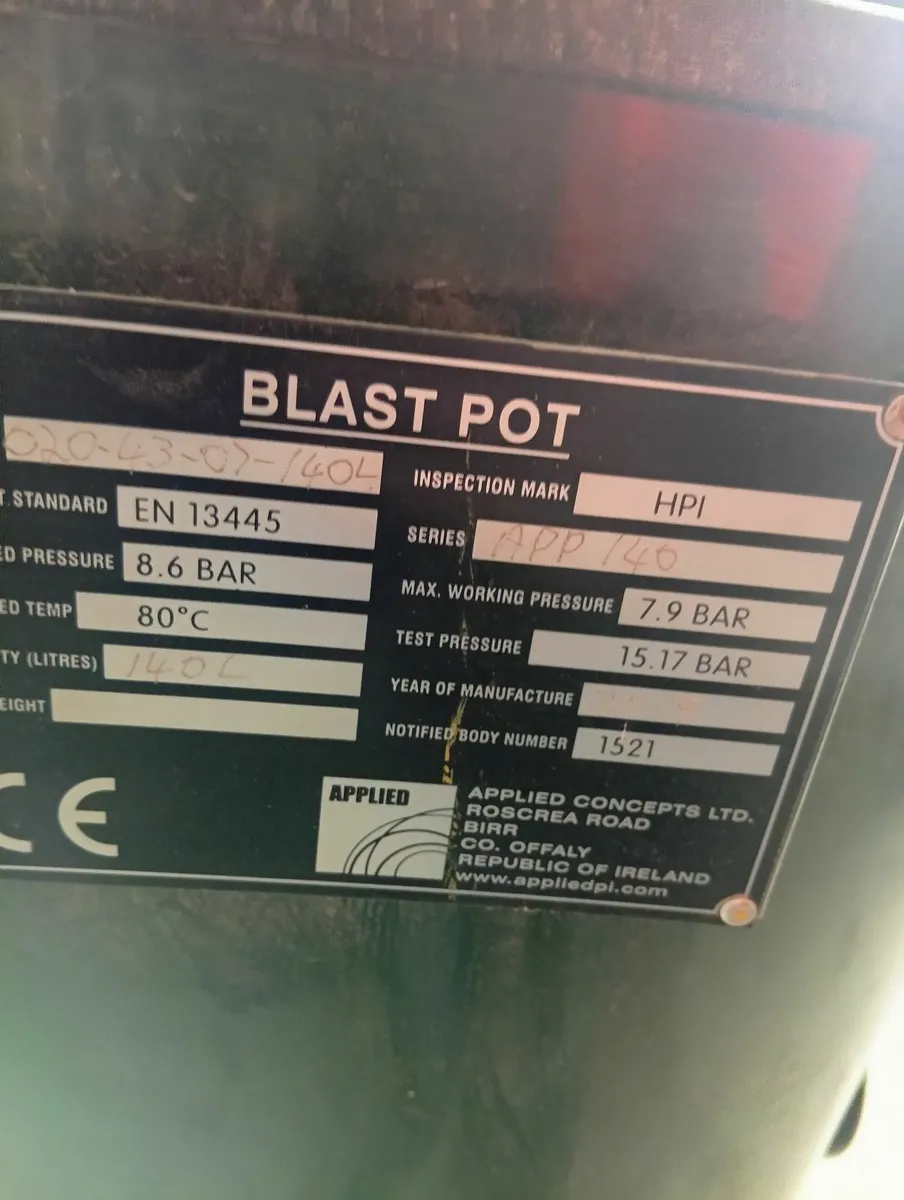 BLAST POT
020-43-07-140L
INSPECTION MARK HPI
T STANDARD EN 13445
SERIES APP 140
ED PRESSURE 8.6 BAR
MAX. WORKING PRESSURE 7.9 BAR
ED TEMP 80°C
TEST PRESSURE 15.17 BAR
TY (LITRES) 140L
YEAR OF MANUFACTURE
EIGHT
NOTIFIED BODY NUMBER 1521
CE
APPLIED
APPLIED CONCEPTS LTD.
ROSCREA ROAD
BIRR
CO. OFFALY
REPUBLIC OF IRELAND
www.appliedpi.com